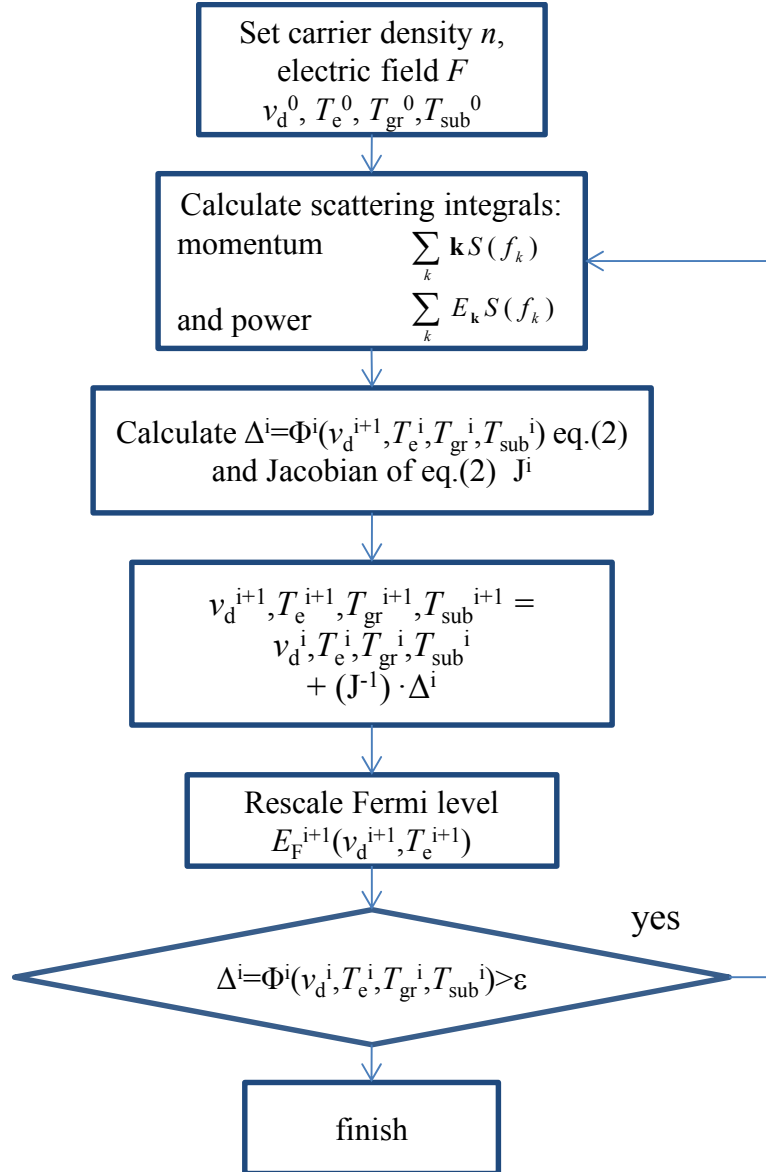 Set carrier density n,
electric field F
v_d^0, T_e^0, T_gr^0,T_sub^0
Calculate scattering integrals:
momentum ∑_k kS(f_k)
and power ∑_k E_k S(f_k)
Calculate Δ^i=Φ^i(v_d^i+1,T_e^i,T_gr^i,T_sub^i) eq.(2)
and Jacobian of eq.(2) J^i
v_d^i+1,T_e^i+1,T_gr^i+1,T_sub^i+1 =
v_d^i,T_e^i,T_gr^i,T_sub^i
+ (J^-1) ·Δ^i
Rescale Fermi level
E_F^i+1(v_d^i+1,T_e^i+1)
yes
Δ^i=Φ^i(v_d^i,T_e^i,T_gr^i,T_sub^i)>ε
finish